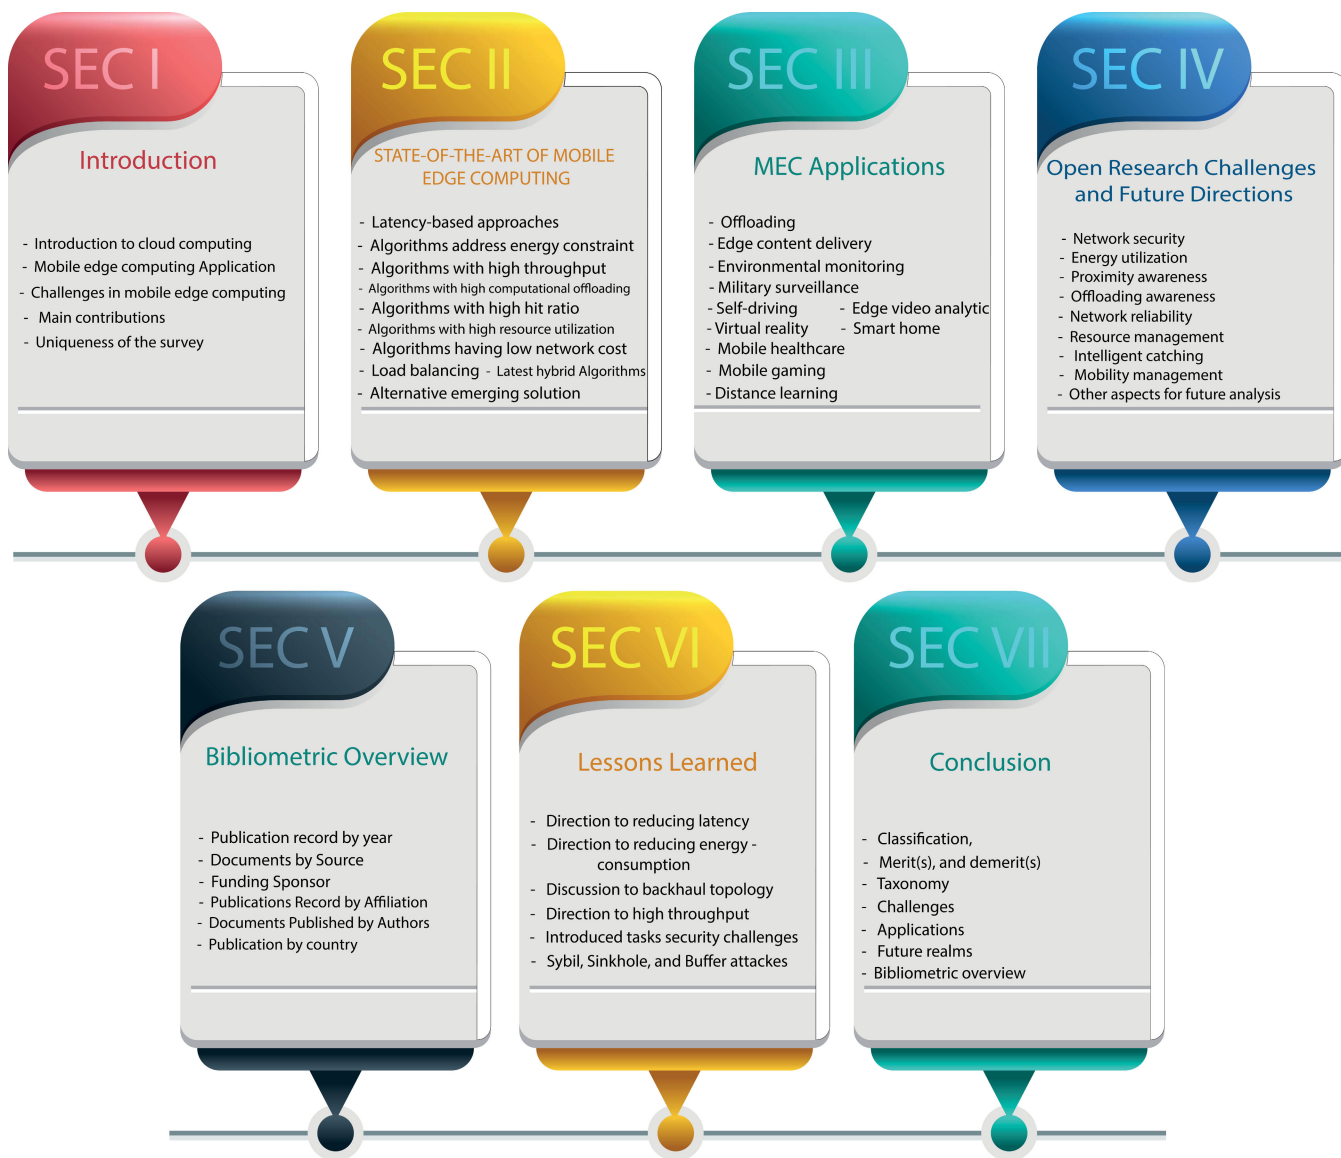 SEC I
Introduction
- Introduction to cloud computing
- Mobile edge computing Application
- Challenges in mobile edge computing
- Main contributions
- Uniqueness of the survey
SEC II
STATE-OF-THE-ART OF MOBILE
EDGE COMPUTING
- Latency-based approaches
- Algorithms address energy constraint
- Algorithms with high throughput
- Algorithms with high computational offloading
- Algorithms with high hit ratio
- Algorithms with high resource utilization
- Algorithms having low network cost
- Load balancing - Latest hybrid Algorithms
- Alternative emerging solution
SEC III
MEC Applications
- Offloading
- Edge content delivery
- Environmental monitoring
- Military surveillance
- Self-driving - Edge video analytic
- Virtual reality - Smart home
- Mobile healthcare
- Mobile gaming
- Distance learning
SEC IV
Open Research Challenges
and Future Directions
- Network security
- Energy utilization
- Proximity awareness
- Offloading awareness
- Network reliability
- Resource management
- Intelligent catching
- Mobility management
- Other aspects for future analysis
SEC V
Bibliometric Overview
- Publication record by year
- Documents by Source
- Funding Sponsor
- Publications Record by Affiliation
- Documents Published by Authors
- Publication by country
SEC VI
Lessons Learned
- Direction to reducing latency
- Direction to reducing energy -
consumption
- Discussion to backhaul topology
- Direction to high throughput
- Introduced tasks security challenges
- Sybil, Sinkhole, and Buffer attackes
SEC VII
Conclusion
- Classification,
- Merit(s), and demerit(s)
- Taxonomy
- Challenges
- Applications
- Future realms
- Bibliometric overview